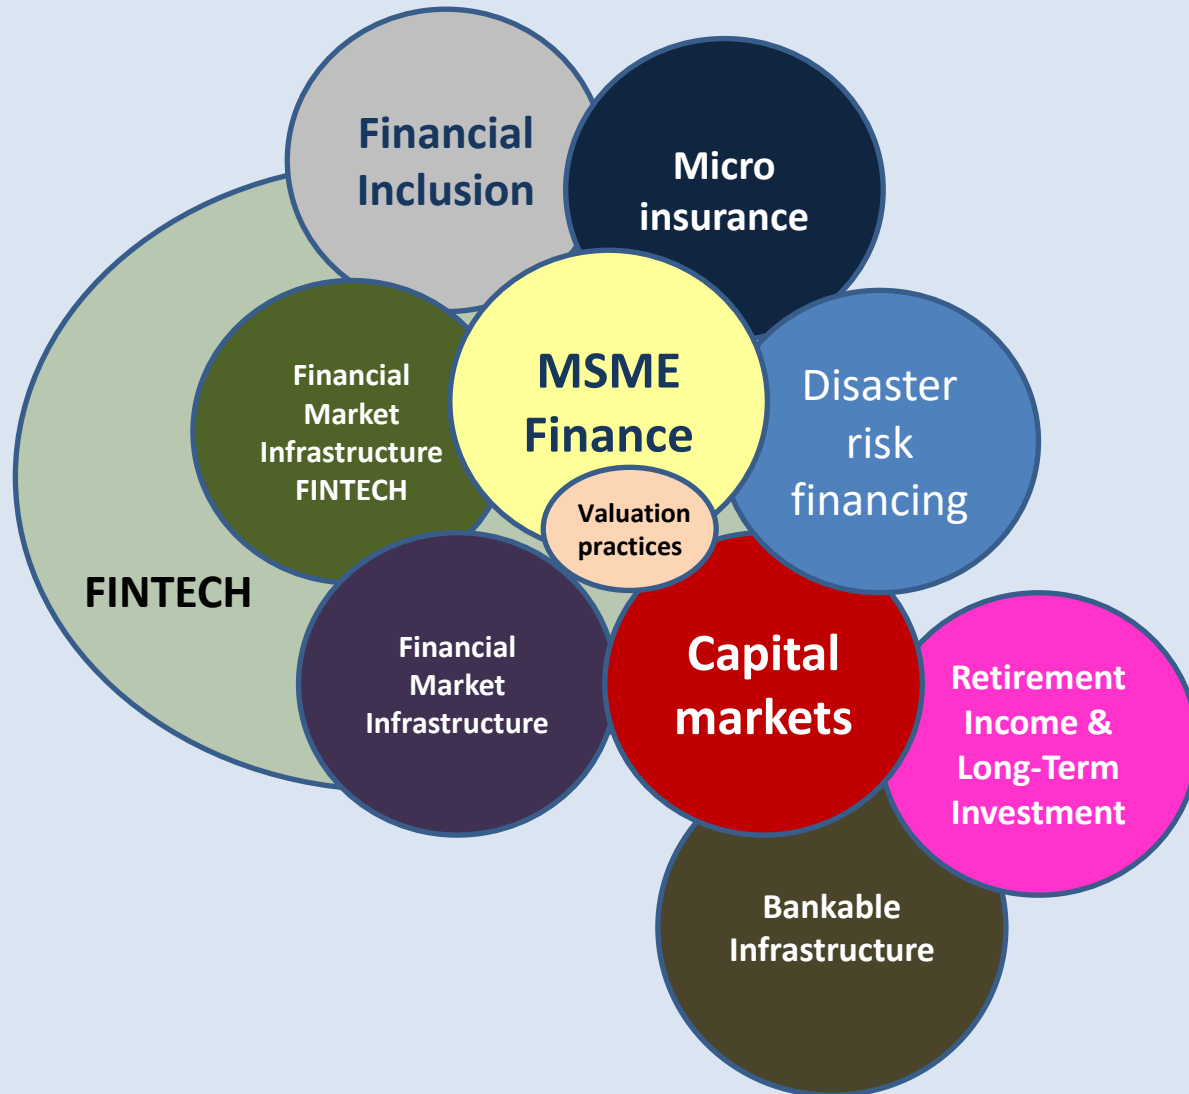 Financial
Inclusion
Micro
insurance
MSME
Finance
Disaster
risk
financing
Financial
Market
Infrastructure
FINTECH
Valuation
practices
FINTECH
Financial
Market
Infrastructure
Capital
markets
Retirement
Income &
Long-Term
Investment
Bankable
Infrastructure